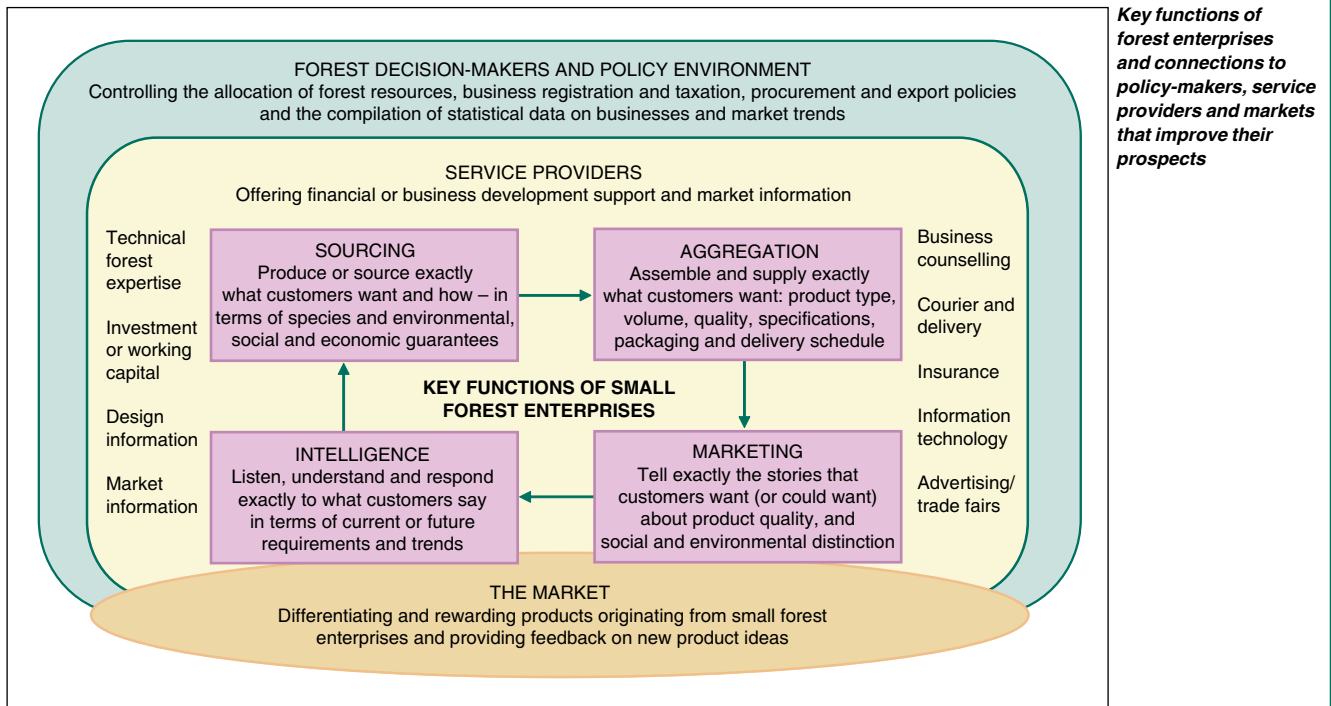 Key functions of
forest enterprises
and connections to
policy-makers, service
providers and markets
that improve their
prospects
FOREST DECISION-MAKERS AND POLICY ENVIRONMENT
Controlling the allocation of forest resources, business registration and taxation, procurement and export policies
and the compilation of statistical data on businesses and market trends
SERVICE PROVIDERS
Offering financial or business development support and market information
Technical
forest
expertise
Investment
or working
capital
Design
information
Market
information
SOURCING
Produce or source exactly
what customers want and how – in
terms of species and environmental,
social and economic guarantees
AGGREGATION
Assemble and supply exactly
what customers want: product type,
volume, quality, specifications,
packaging and delivery schedule
KEY FUNCTIONS OF SMALL
FOREST ENTERPRISES
INTELLIGENCE
Listen, understand and respond
exactly to what customers say
in terms of current or future
requirements and trends
MARKETING
Tell exactly the stories that
customers want (or could want)
about product quality, and
social and environmental distinction
Business
counselling
Courier and
delivery
Insurance
Information
technology
Advertising/
trade fairs
THE MARKET
Differentiating and rewarding products originating from small forest
enterprises and providing feedback on new product ideas